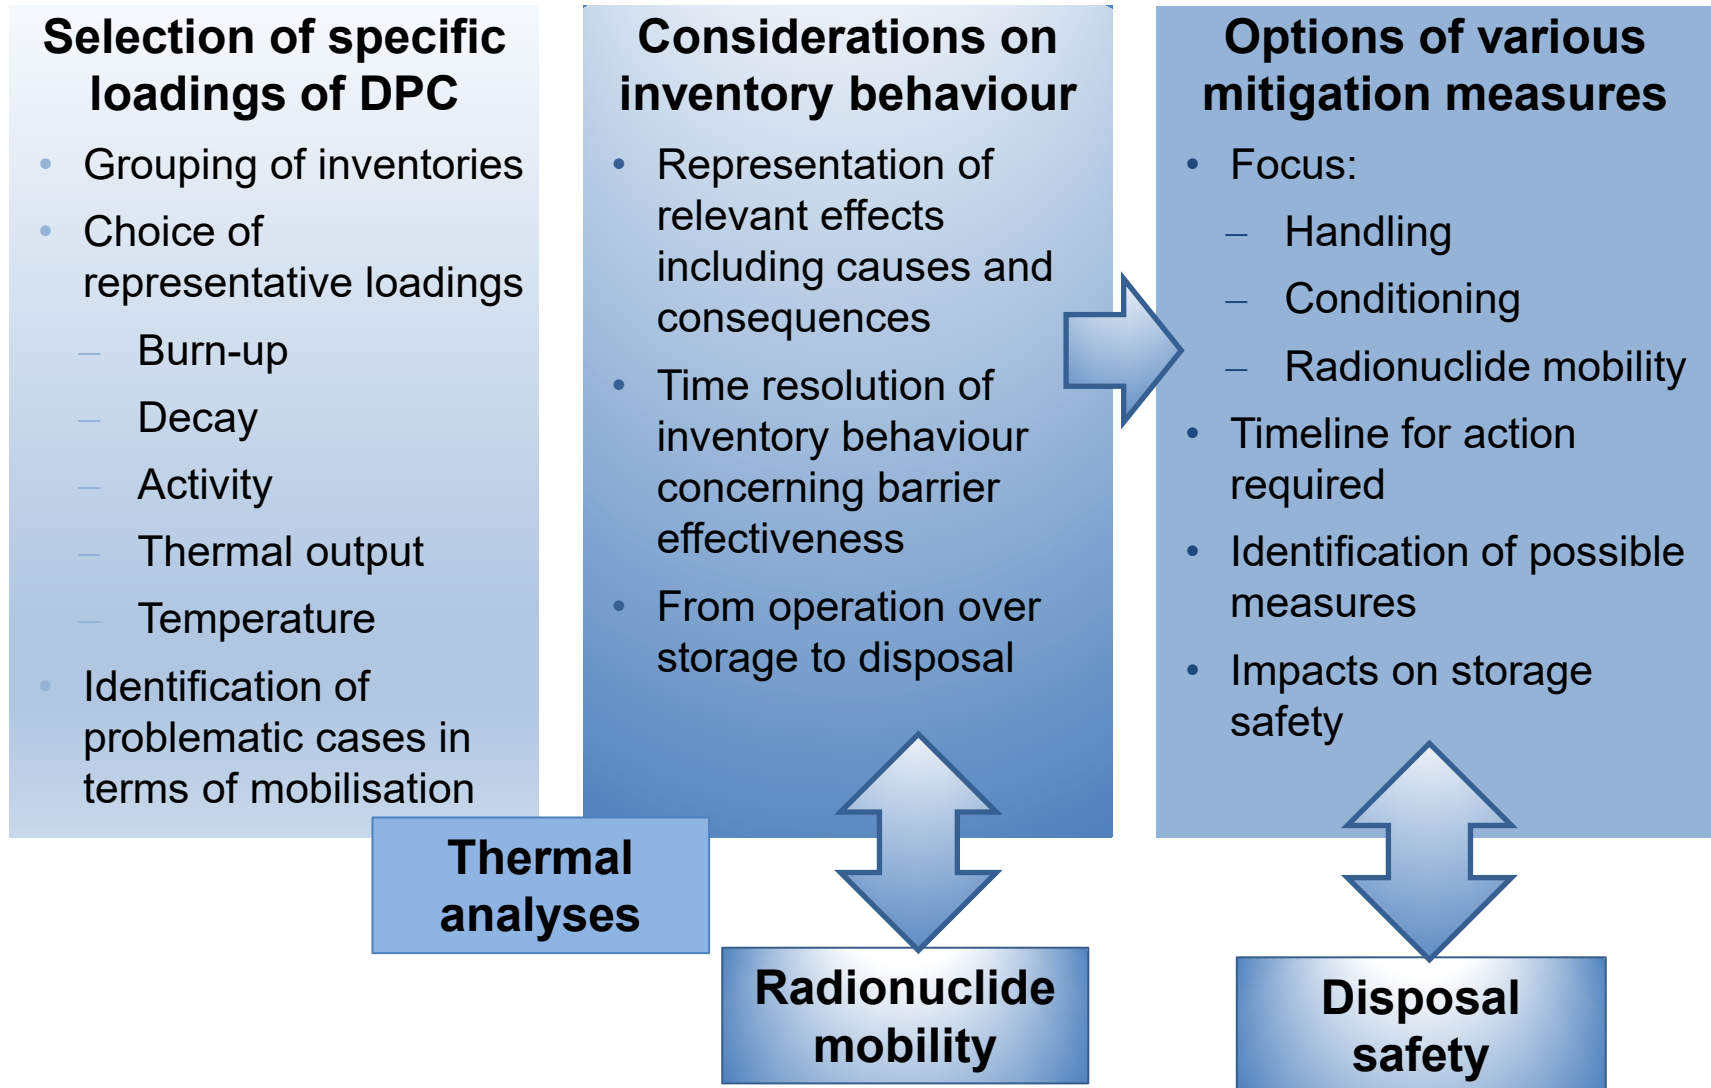 Selection of specific
loadings of DPC
• Grouping of inventories
• Choice of
representative loadings
– Burn-up
– Decay
– Activity
– Thermal output
– Temperature
• Identification of
problematic cases in
terms of mobilisation
Thermal
analyses
Considerations on
inventory behaviour
• Representation of
relevant effects
including causes and
consequences
• Time resolution of
inventory behaviour
concerning barrier
effectiveness
• From operation over
storage to disposal
Radionuclide
mobility
Options of various
mitigation measures
• Focus:
– Handling
– Conditioning
– Radionuclide mobility
• Timeline for action
required
• Identification of possible
measures
• Impacts on storage
safety
Disposal
safety